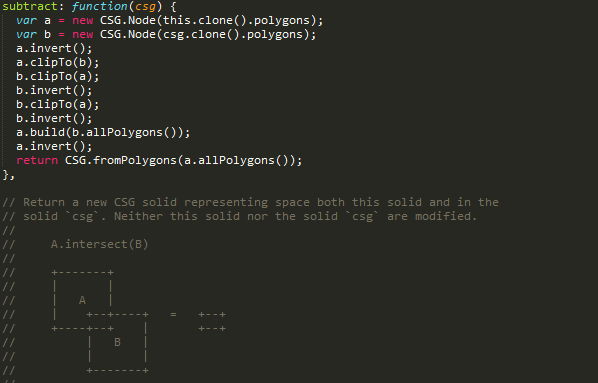 subtract: function(csg) {
  var a = new CSG.Node(this.clone().polygons);
  var b = new CSG.Node(csg.clone().polygons);
  a.invert();
  a.clipTo(b);
  b.clipTo(a);
  b.invert();
  b.clipTo(a);
  b.invert();
  a.build(b.allPolygons());
  a.invert();
  return CSG.fromPolygons(a.allPolygons());
},

// Return a new CSG solid representing space both this solid and in the
// solid `csg`. Neither this solid nor the solid `csg` are modified.
//
//     A.intersect(B)
//
//     +-------+
//     |       |
//     |   A   |
//     |    +--+----+   =   +--+
//     +----+--+    |       +--+
//          |   B   |
//          |       |
//          +-------+
//